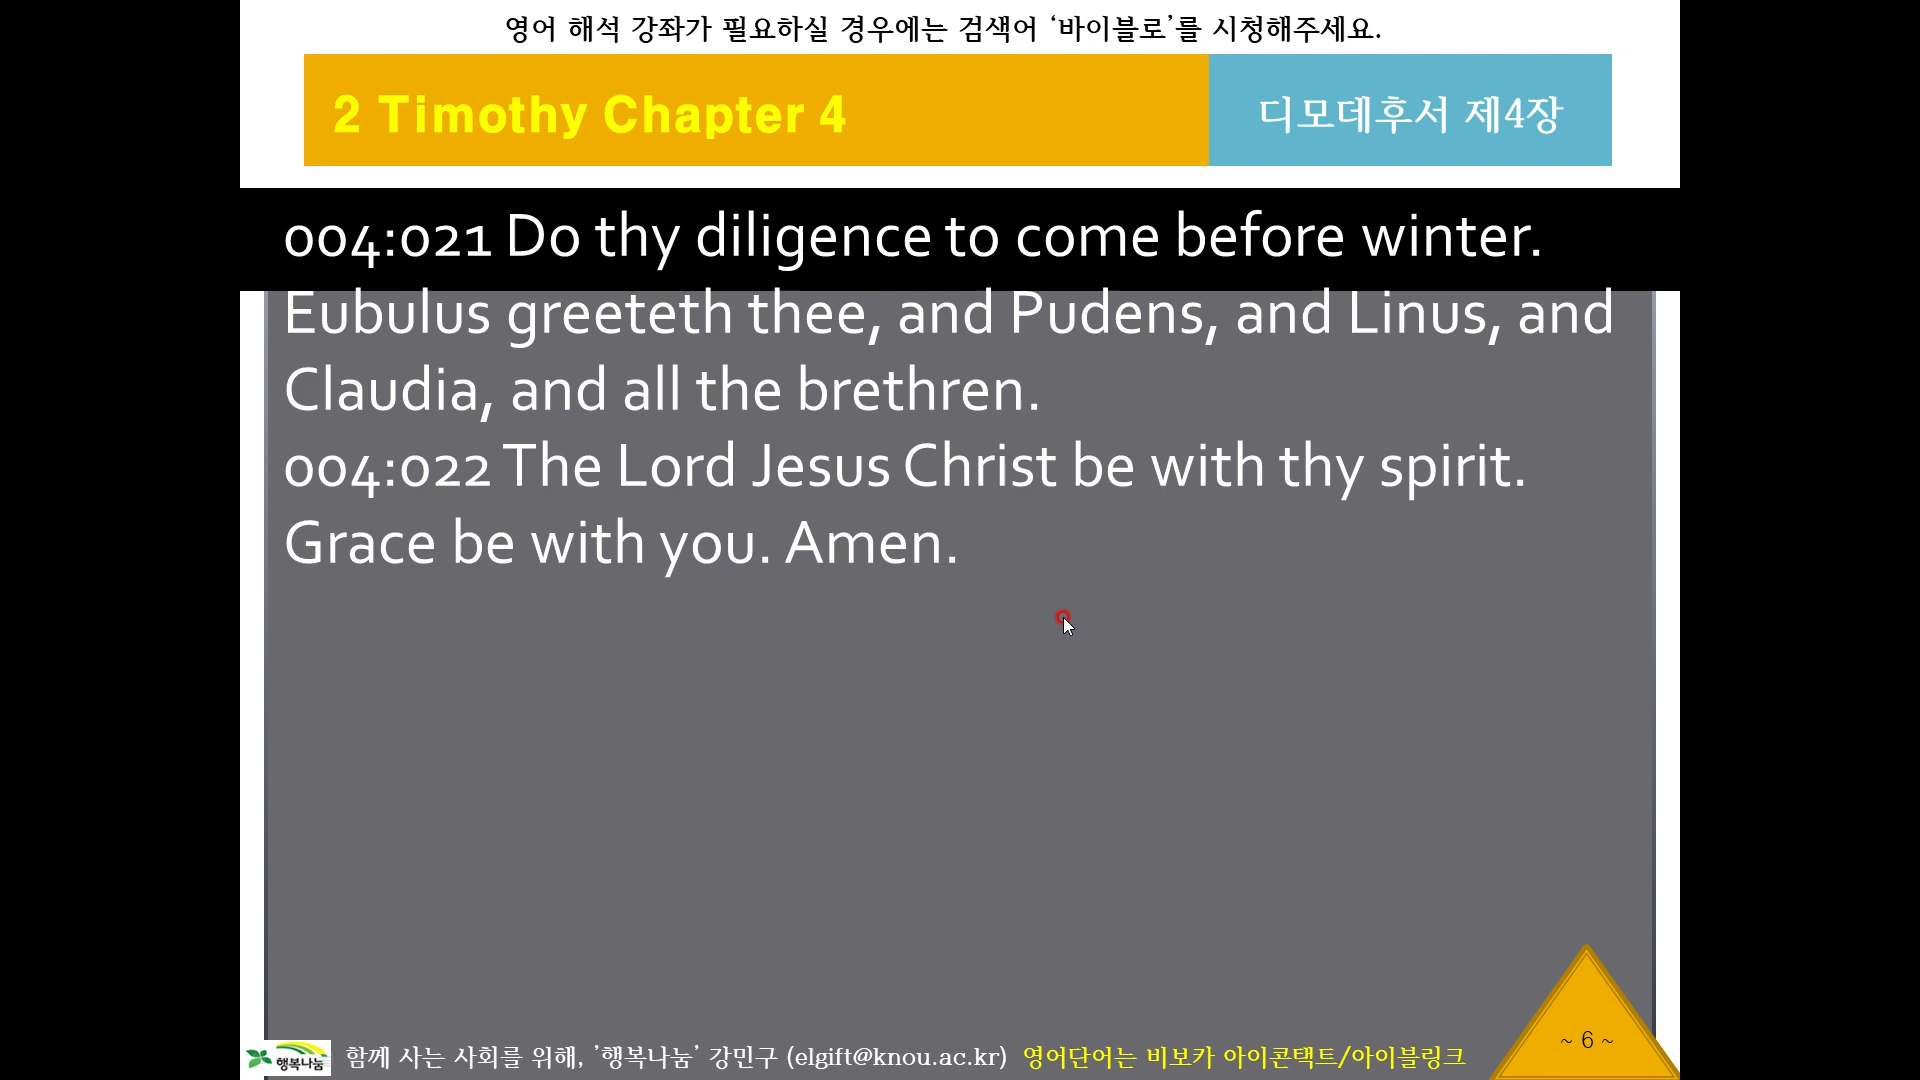 영어 해석 강좌가 필요하실 경우에는 검색어 ‘바이블로’를 시청해주세요.
2 Timothy Chapter 4
디모데후서 제4장
004:021 Do thy diligence to come before winter.
Eubulus greeteth thee, and Pudens, and Linus, and
Claudia, and all the brethren.
004:022 The Lord Jesus Christ be with thy spirit.
Grace be with you. Amen.
~ 6 ~
행복나눔
함께 사는 사회를 위해, ’행복나눔’ 강민구 (elgift@knou.ac.kr) 영어단어는 비보카 아이콘택트/아이블링크